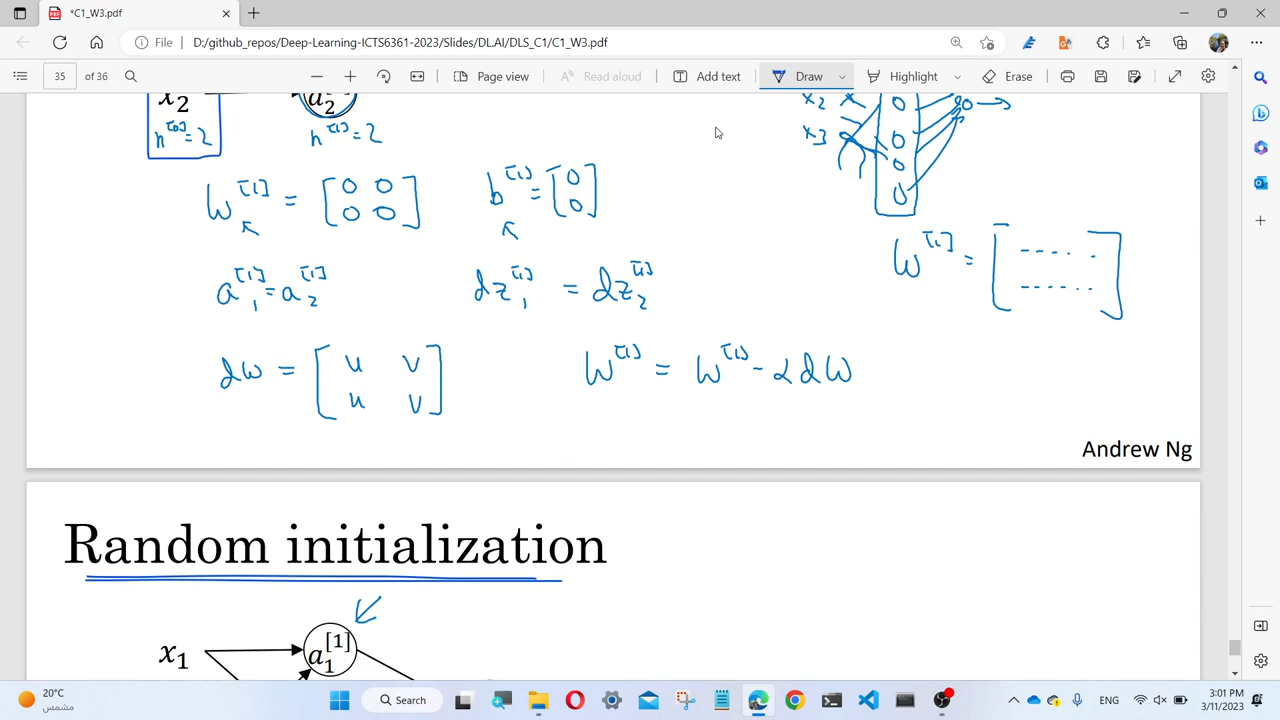 *C1_W3.pdf
File D:/github_repos/Deep-Learning-ICTS6361-2023/Slides/DL.AI/DLS_C1/C1_W3.pdf
35 of 36 Page view Read aloud Add text Draw Highlight Erase
x2 a2
n^[0]=2 n^[1]=2
x2
x3
W^[1] = [0 0 0 0] b^[1] = [0 0]
W^[1] = [---- . -----..]
a1^[1] = a2^[1] dz1^[1] = dz2^[1]
dW = [u v u v] W^[1] = W^[1] - α dW
Andrew Ng
Random initialization
x1 a1^[1]
20°C
مشمس
Search
ENG
3:01 PM
3/11/2023